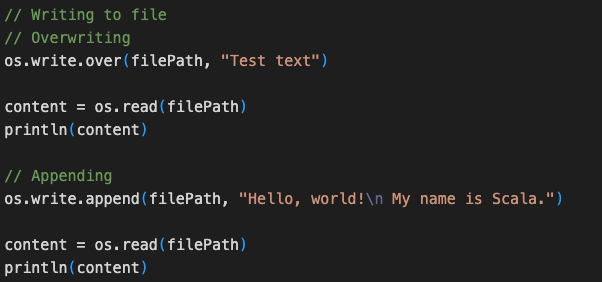 // Writing to file
// Overwriting
os.write.over(filePath, "Test text")
content = os.read(filePath)
println(content)
// Appending
os.write.append(filePath, "Hello, world!\n My name is Scala.")
content = os.read(filePath)
println(content)